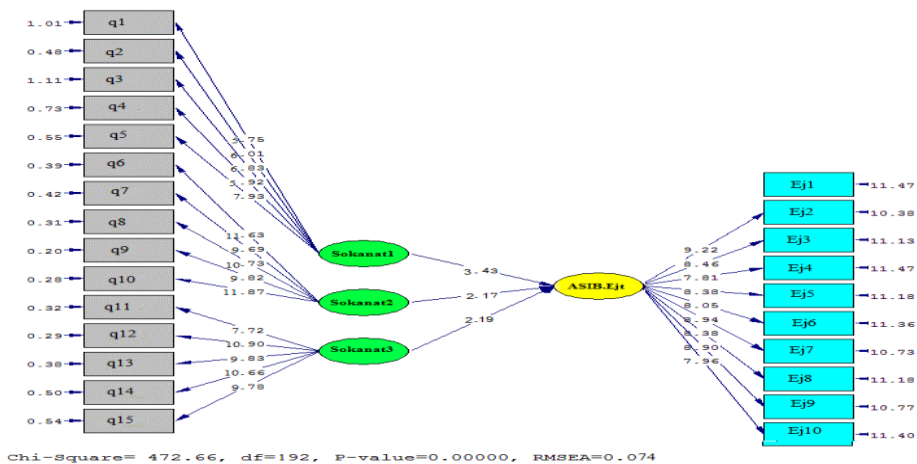 1.01 q1
0.48 q2
1.11 q3
0.73 q4
0.55 q5
0.39 q6
0.42 q7
0.31 q8
0.20 q9
0.28 q10
0.32 q11
0.29 q12
0.38 q13
0.50 q14
0.54 q15
6.01
6.83
5.92
7.93
11.63
9.69
10.73
9.82
11.87
7.72
10.90
9.83
10.66
9.78
Sokanat1
Sokanat2
Sokanat3
3.43
2.17
2.19
ASIB.Ejt
9.22
8.46
7.81
8.38
8.05
8.94
8.38
8.90
7.96
Ej1 11.47
Ej2 10.38
Ej3 11.13
Ej4 11.47
Ej5 11.18
Ej6 11.36
Ej7 10.73
Ej8 11.18
Ej9 10.77
Ej10 11.40
Chi-Square= 472.66, df=192, P-value=0.00000, RMSEA=0.074